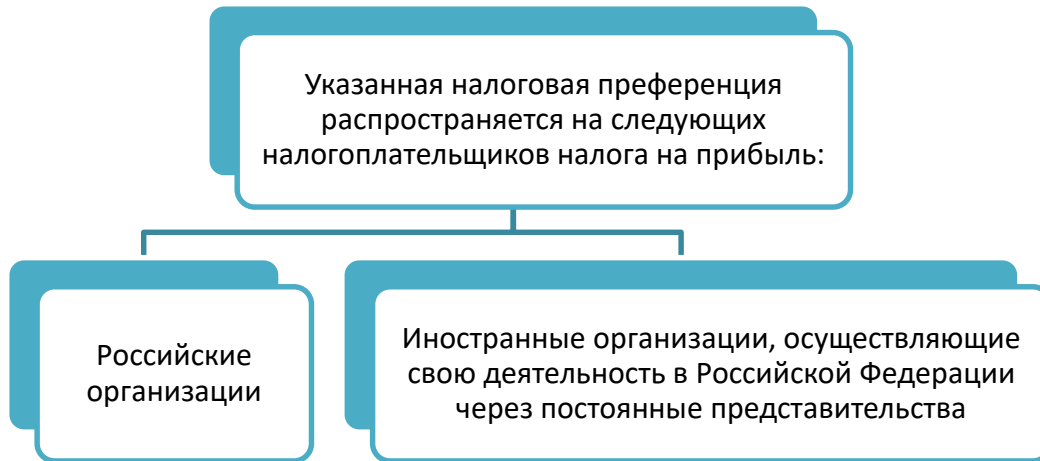 Указанная налоговая преференция
распространяется на следующих
налогоплательщиков налога на прибыль:
Российские
организации
Иностранные организации, осуществляющие
свою деятельность в Российской Федерации
через постоянные представительства